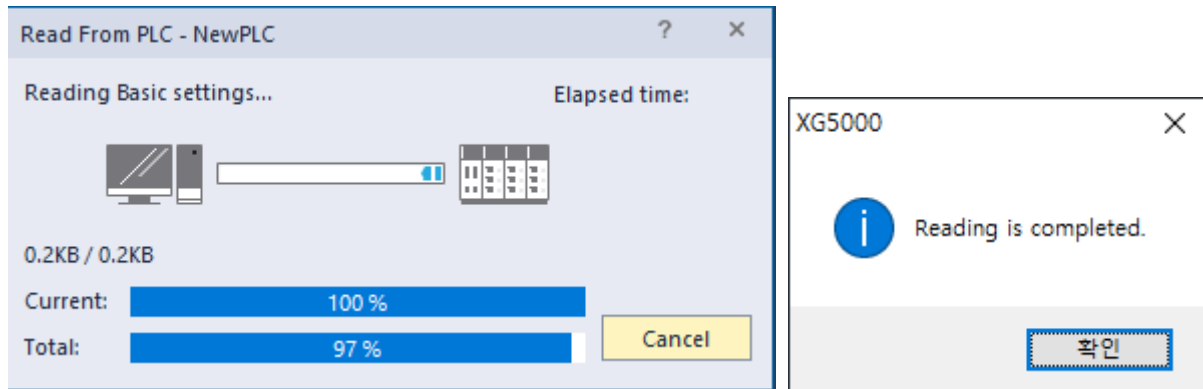 Read From PLC - NewPLC
Reading Basic settings...
Elapsed time:
0.2KB / 0.2KB
Current:
100 %
Total:
97 %
Cancel
XG5000
Reading is completed.
확인